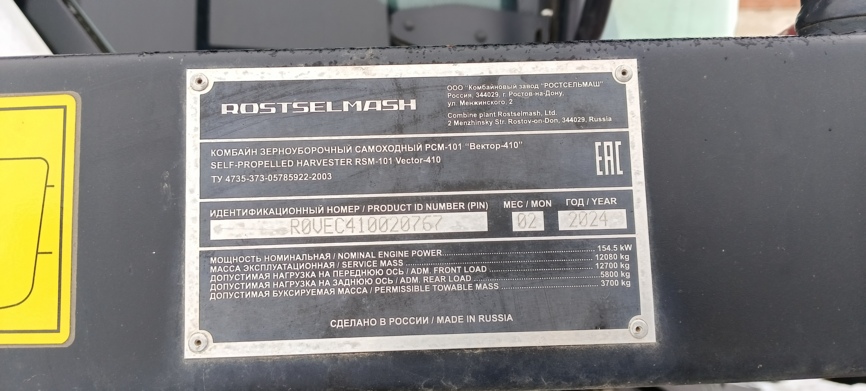 ROSTSELMASH
ООО "Комбайновый завод "РОСТСЕЛЬМАШ"
Россия, 344029, г. Ростов-на-Дону,
ул. Менжинского, 2
Combine plant Rostselmash, Ltd.
2 Menzhinsky Str. Rostov-on-Don, 344029, Russia
КОМБАЙН ЗЕРНОУБОРОЧНЫЙ САМОХОДНЫЙ РСМ-101 "Вектор-410"
SELF-PROPELLED HARVESTER RSM-101 Vector-410
ТУ 4735-373-05785922-2003
EAC
ИДЕНТИФИКАЦИОННЫЙ НОМЕР / PRODUCT ID NUMBER (PIN) МЕС / MON ГОД / YEAR
R0VEC410020767 02 2024
МОЩНОСТЬ НОМИНАЛЬНАЯ / NOMINAL ENGINE POWER 154.5 kW
МАССА ЭКСПЛУАТАЦИОННАЯ / SERVICE MASS 12080 kg
ДОПУСТИМАЯ НАГРУЗКА НА ПЕРЕДНЮЮ ОСЬ / ADM. FRONT LOAD 12700 kg
ДОПУСТИМАЯ НАГРУЗКА НА ЗАДНЮЮ ОСЬ / ADM. REAR LOAD 5800 kg
ДОПУСТИМАЯ БУКСИРУЕМАЯ МАССА / PERMISSIBLE TOWABLE MASS 3700 kg
СДЕЛАНО В РОССИИ / MADE IN RUSSIA